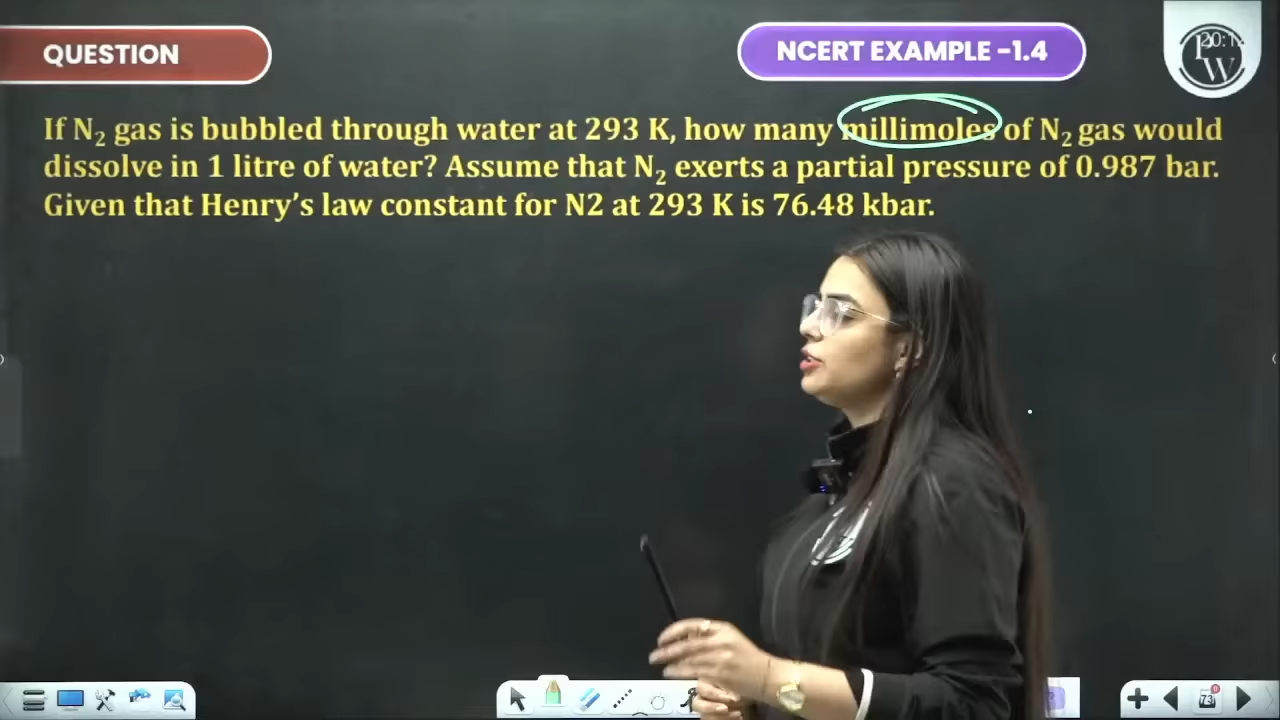 QUESTION
NCERT EXAMPLE –1.4
If N₂ gas is bubbled through water at 293 K, how many millimoles of N₂ gas would
dissolve in 1 litre of water? Assume that N₂ exerts a partial pressure of 0.987 bar.
Given that Henry’s law constant for N2 at 293 K is 76.48 kbar.